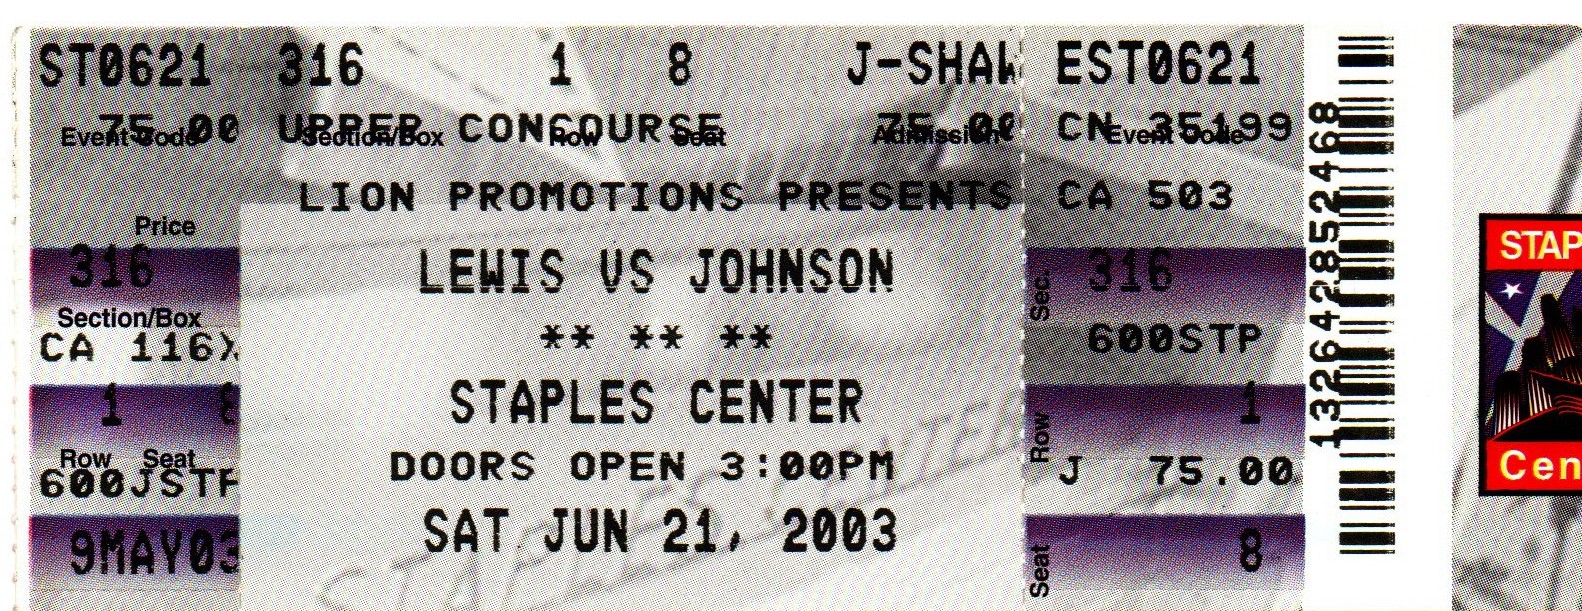 ST0621 316 1 8 J-SHAW EST0621
75.00 UPPER CONCOURSE 75.00 CN 35199
Event Code Section/Box Row Seat Admission Event Code
LION PROMOTIONS PRESENTS CA 503
Price
316 LEWIS VS JOHNSON Sec. 316
Section/Box
CA 116X ** ** ** 600STP
1 8 STAPLES CENTER Row 1
Row Seat
600JSTP DOORS OPEN 3:00PM J 75.00
9MAY03 SAT JUN 21, 2003 Seat 8
132642852468
STAP
Cen